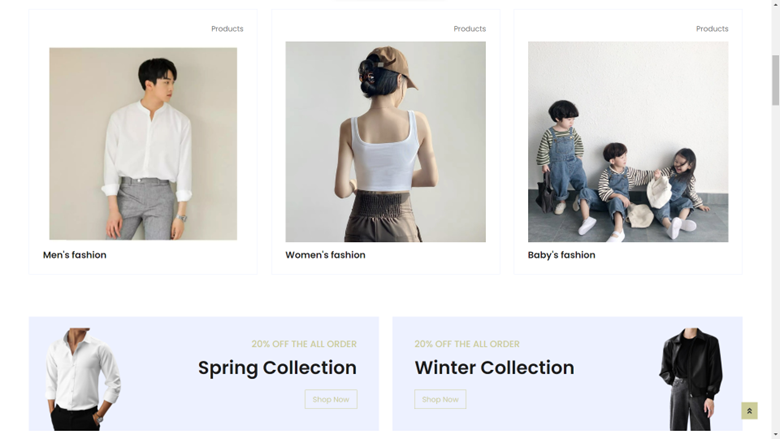 Products
Products
Products
Men's fashion
Women's fashion
Baby's fashion
20% OFF THE ALL ORDER
Spring Collection
Shop Now
20% OFF THE ALL ORDER
Winter Collection
Shop Now